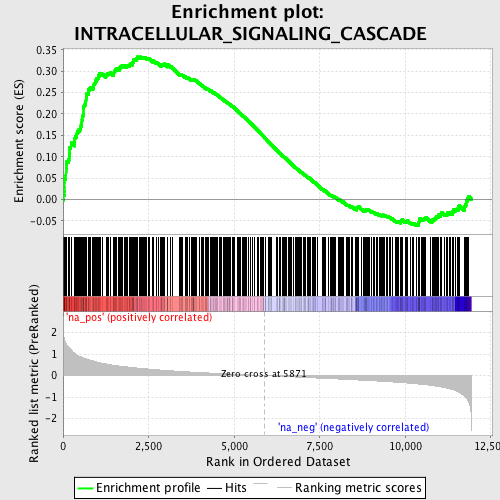 Enrichment plot:
INTRACELLULAR_SIGNALING_CASCADE
Enrichment score (ES)
0.35
0.30
0.25
0.20
0.15
0.10
0.05
0.00
-0.05
'na_pos' (positively correlated)
Ranked list metric (PreRanked)
2
1
0
-1
-2
Zero cross at 5871
'na_neg' (negatively correlated)
0
2,500
5,000
7,500
10,000
12,500
Rank in Ordered Dataset
Enrichment profile
Hits
Ranking metric scores